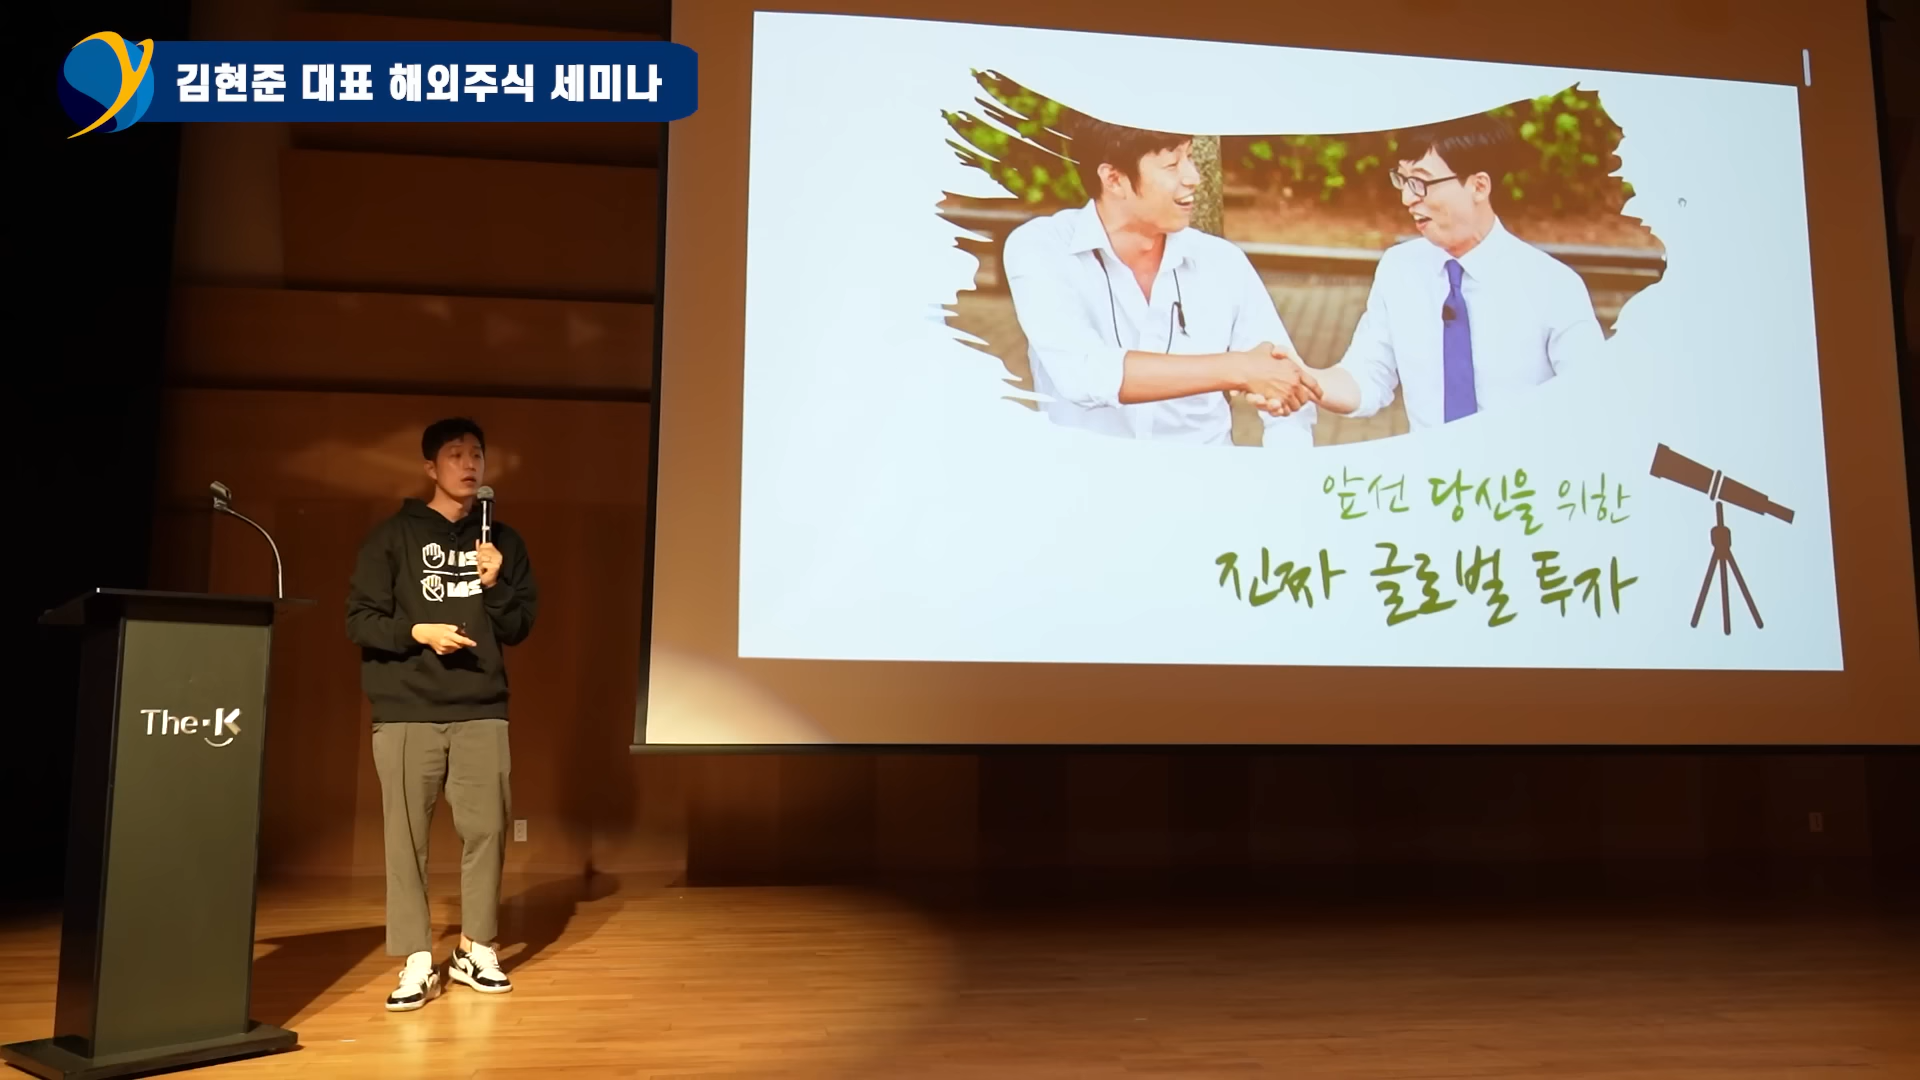 김현준 대표 해외주식 세미나
앞선 당신을 위한
진짜 글로벌 투자
The·K